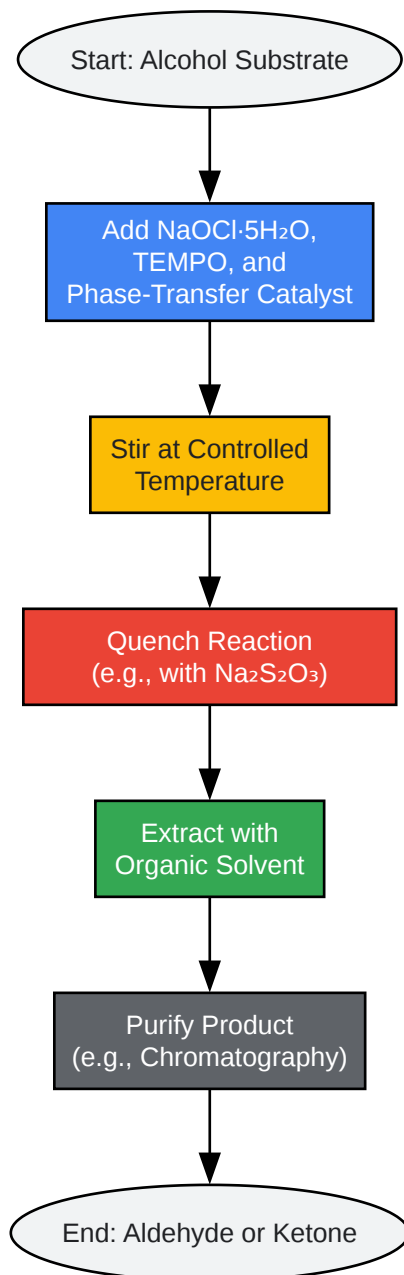 Start: Alcohol Substrate
Add NaOCl·5H₂O,
TEMPO, and
Phase-Transfer Catalyst
Stir at Controlled
Temperature
Quench Reaction
(e.g., with Na₂S₂O₃)
Extract with
Organic Solvent
Purify Product
(e.g., Chromatography)
End: Aldehyde or Ketone